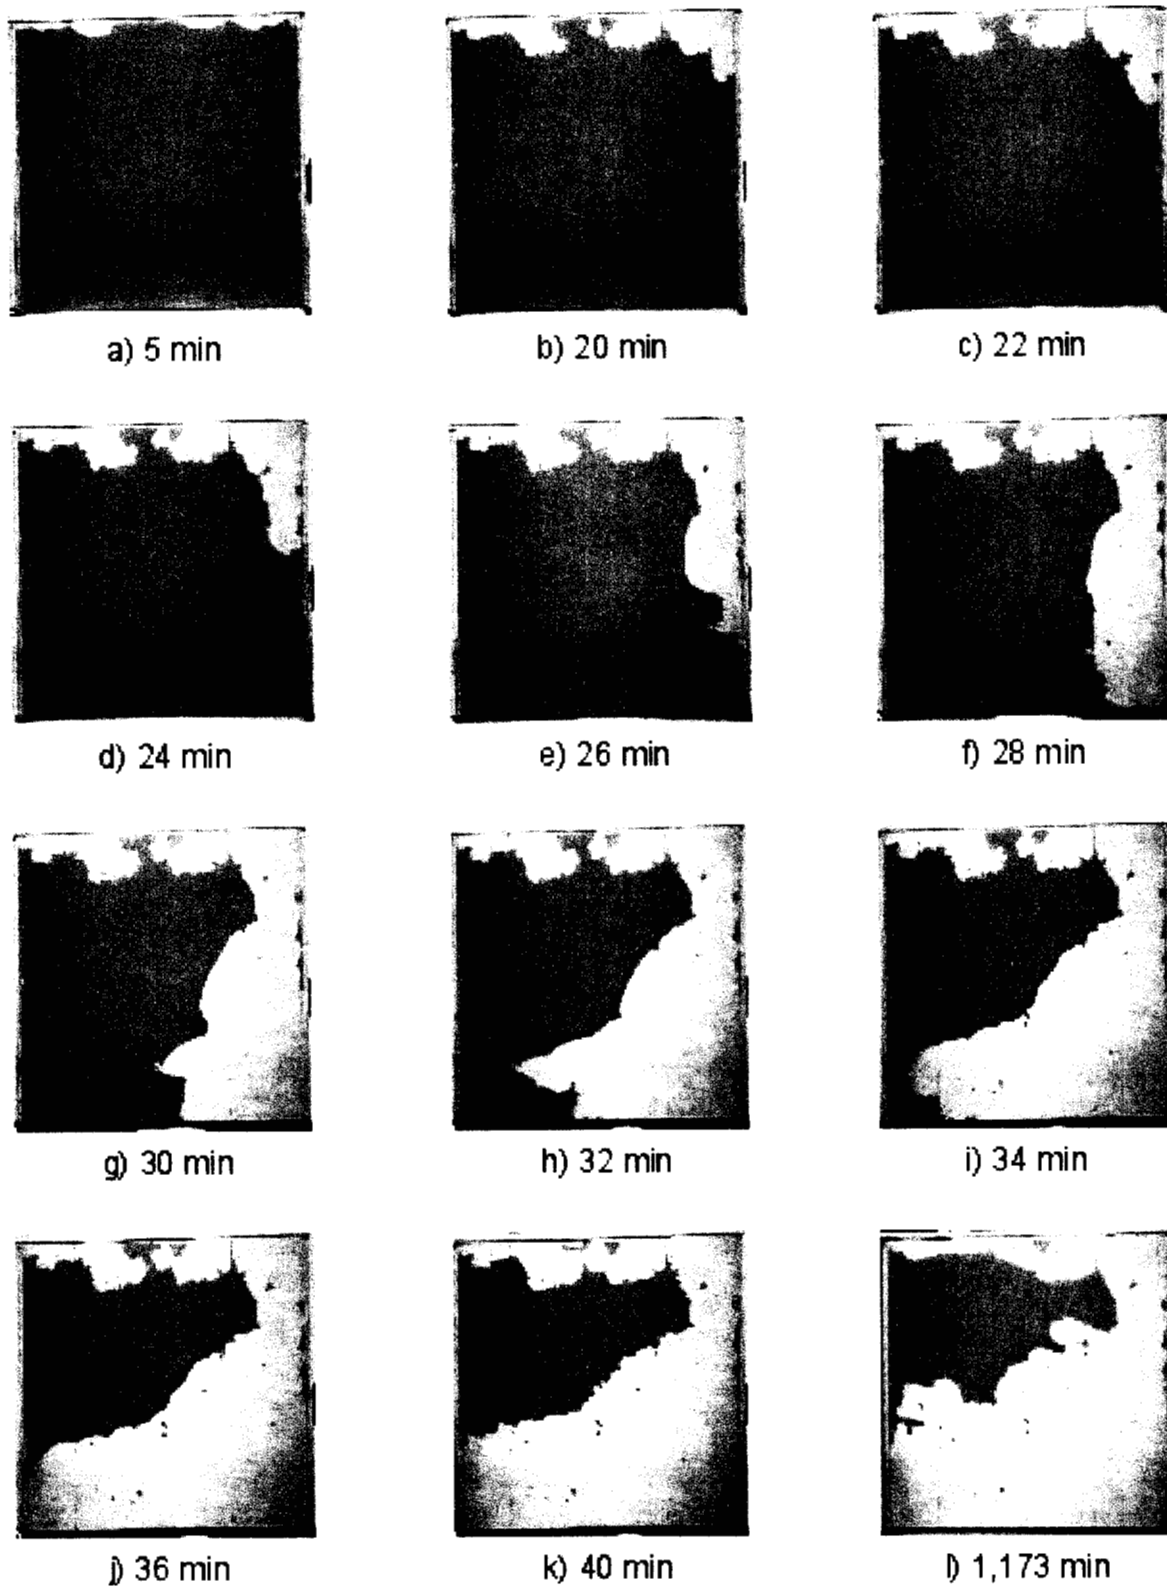 a) 5 min
b) 20 min
c) 22 min
d) 24 min
e) 26 min
f) 28 min
g) 30 min
h) 32 min
i) 34 min
j) 36 min
k) 40 min
l) 1,173 min